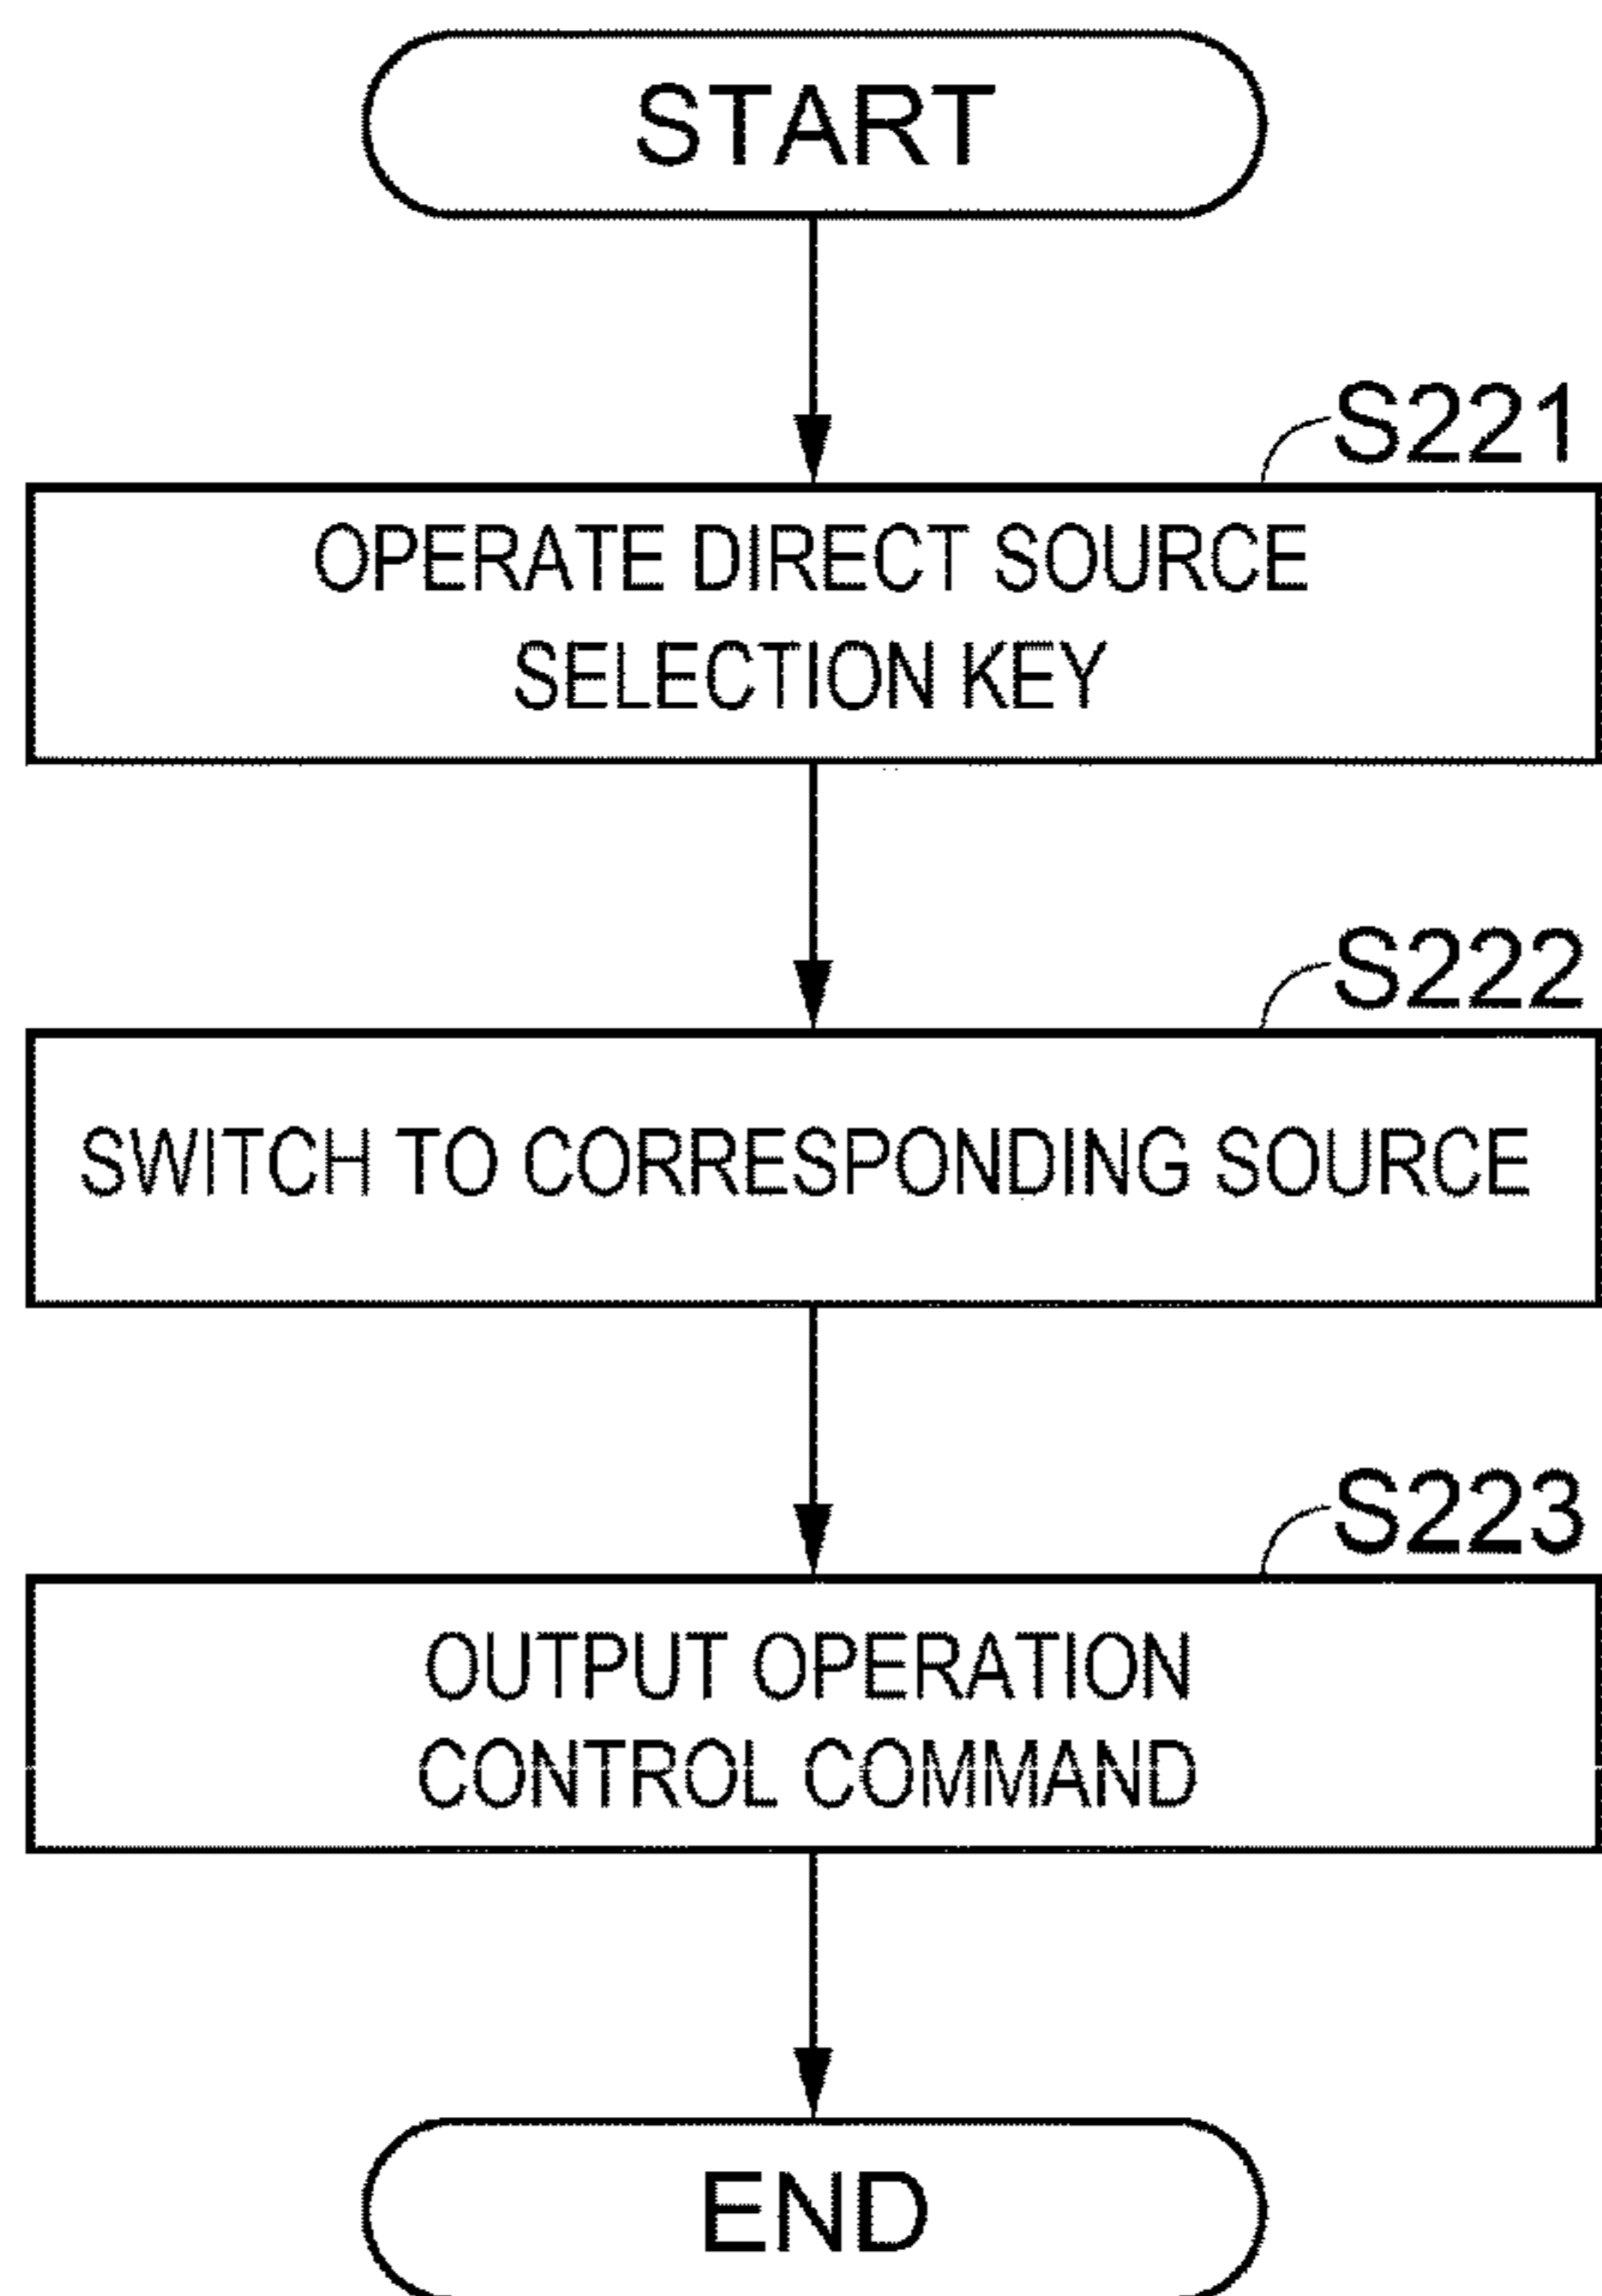 START
S221
OPERATE DIRECT SOURCE
SELECTION KEY
S222
SWITCH TO CORRESPONDING SOURCE
S223
OUTPUT OPERATION
CONTROL COMMAND
END